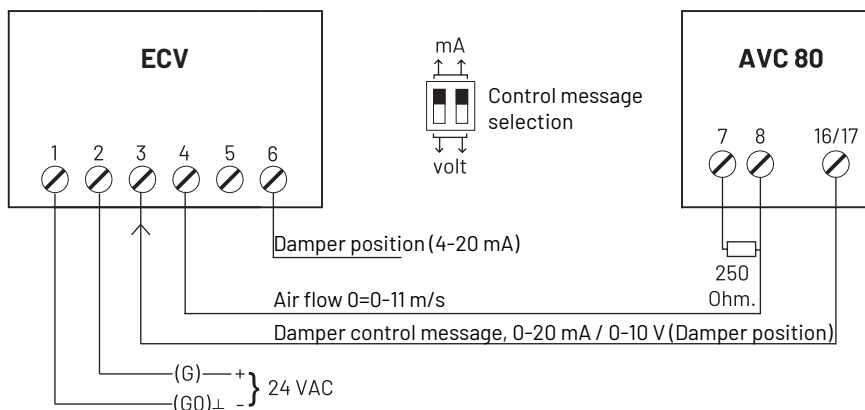 ECV
mA
AVC 80
Control message
selection
1 2 3 4 5 6
7 8 16/17
volt
Damper position (4-20 mA)
250
Ohm.
Air flow 0=0-11 m/s
Damper control message, 0-20 mA / 0-10 V (Damper position)
(G) +
} 24 VAC
(G0)⊥ -